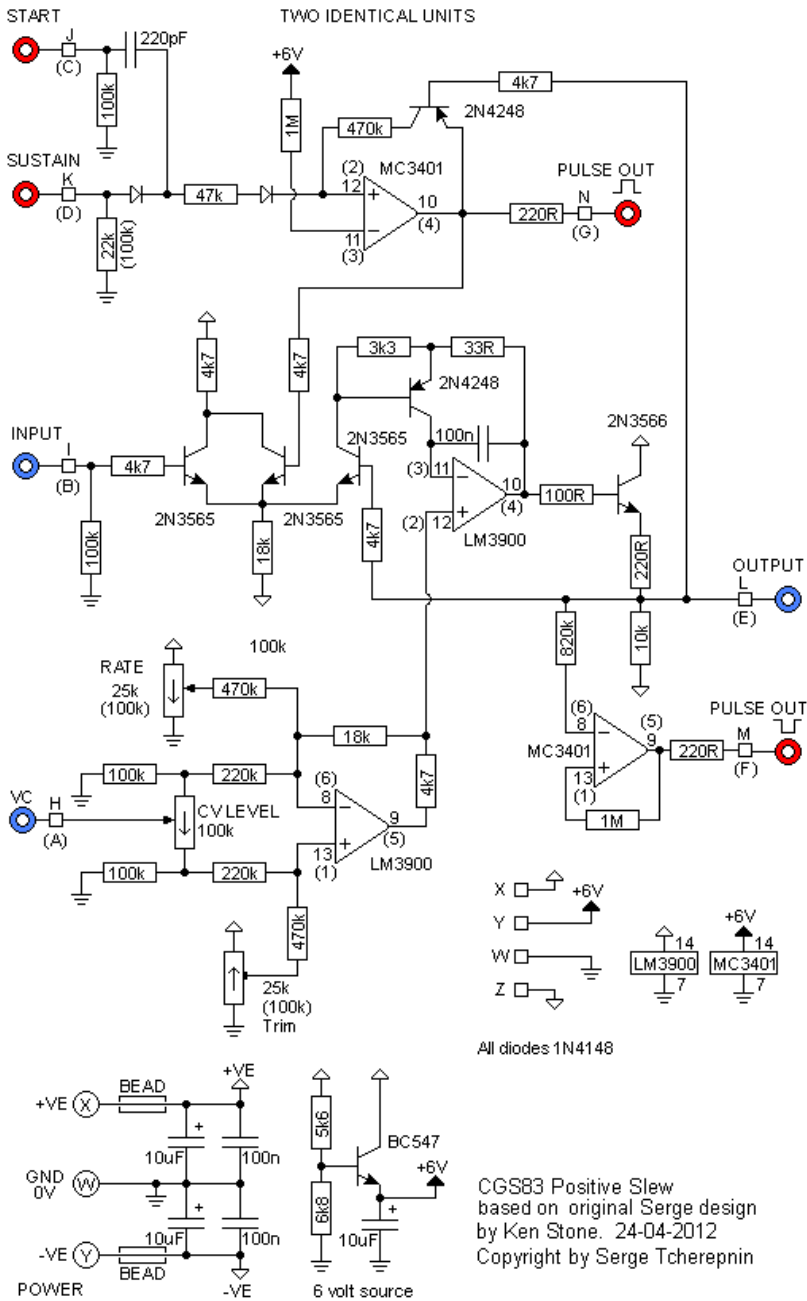 START
TWO IDENTICAL UNITS
J
220pF
(C)
100k
+6V
1M
4k7
2N4248
470k
SUSTAIN
K
(D)
22k
(100k)
47k
(2)
12
+
MC3401
10
(4)
11
−
(3)
PULSE OUT
220R
N
(G)
4k7
4k7
3k3
33R
2N4248
2N3566
INPUT
I
(B)
4k7
100k
2N3565
2N3565
2N3565
18k
4k7
100n
(3)
11
−
10
(4)
(2)
12
+
LM3900
100R
220R
OUTPUT
L
(E)
820k
10k
RATE
25k
(100k)
100k
470k
18k
4k7
PULSE OUT
(6)
8
−
(5)
9
MC3401
13
+
(1)
220R
M
(F)
1M
VC
H
(A)
100k
220k
CV LEVEL
100k
100k
220k
(6)
8
−
9
(5)
13
+
(1)
LM3900
470k
25k
(100k)
Trim
X
Y
+6V
W
Z
14
LM3900
7
+6V
14
MC3401
7
All diodes 1N4148
+VE
+VE X
BEAD
+
10uF
100n
GND
0V
W
+
10uF
100n
-VE Y
BEAD
-VE
POWER
5k6
BC547
+6V
6k8
+
10uF
6 volt source
CGS83 Positive Slew
based on original Serge design
by Ken Stone. 24-04-2012
Copyright by Serge Tcherepnin